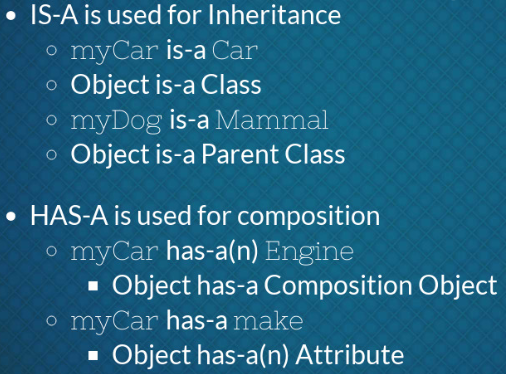 IS-A is used for Inheritance
myCar is-a Car
Object is-a Class
myDog is-a Mammal
Object is-a Parent Class
HAS-A is used for composition
myCar has-a(n) Engine
Object has-a Composition Object
myCar has-a make
Object has-a(n) Attribute